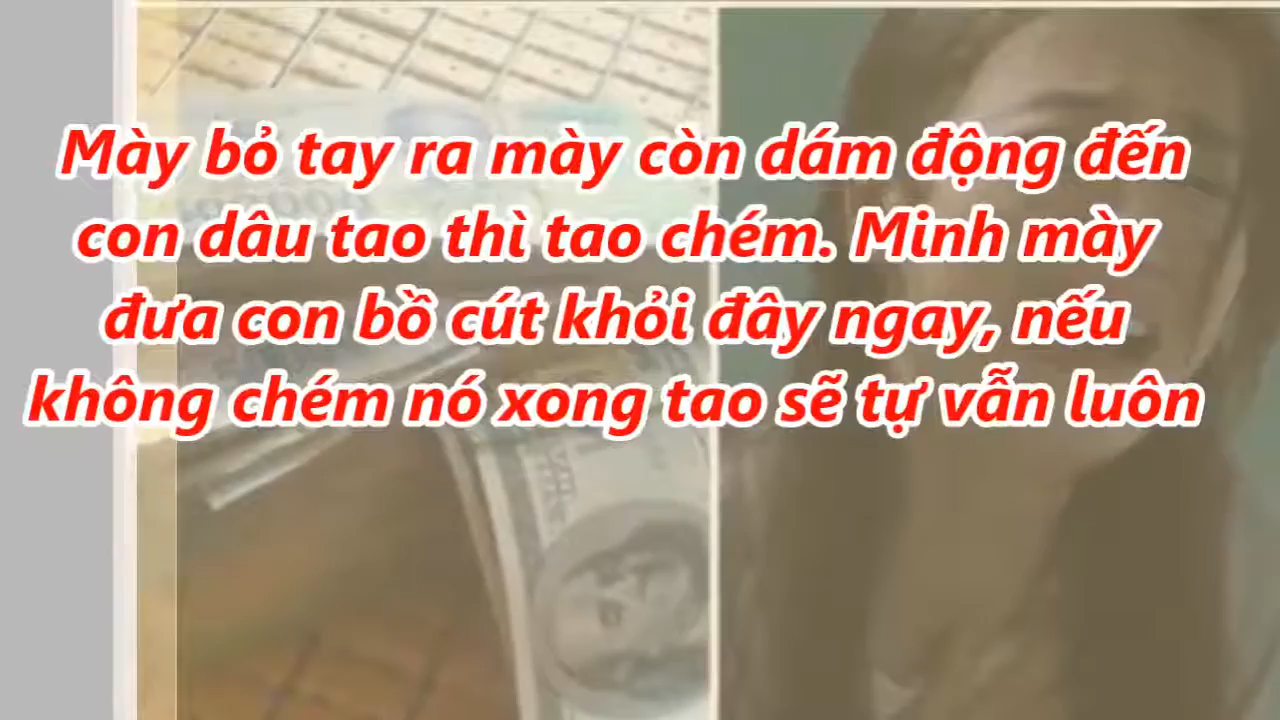 Mày bỏ tay ra mày còn dám động đến
con dâu tao thì tao chém. Minh mày
đưa con bồ cút khỏi đây ngay, nếu
không chém nó xong tao sẽ tự vẫn luôn